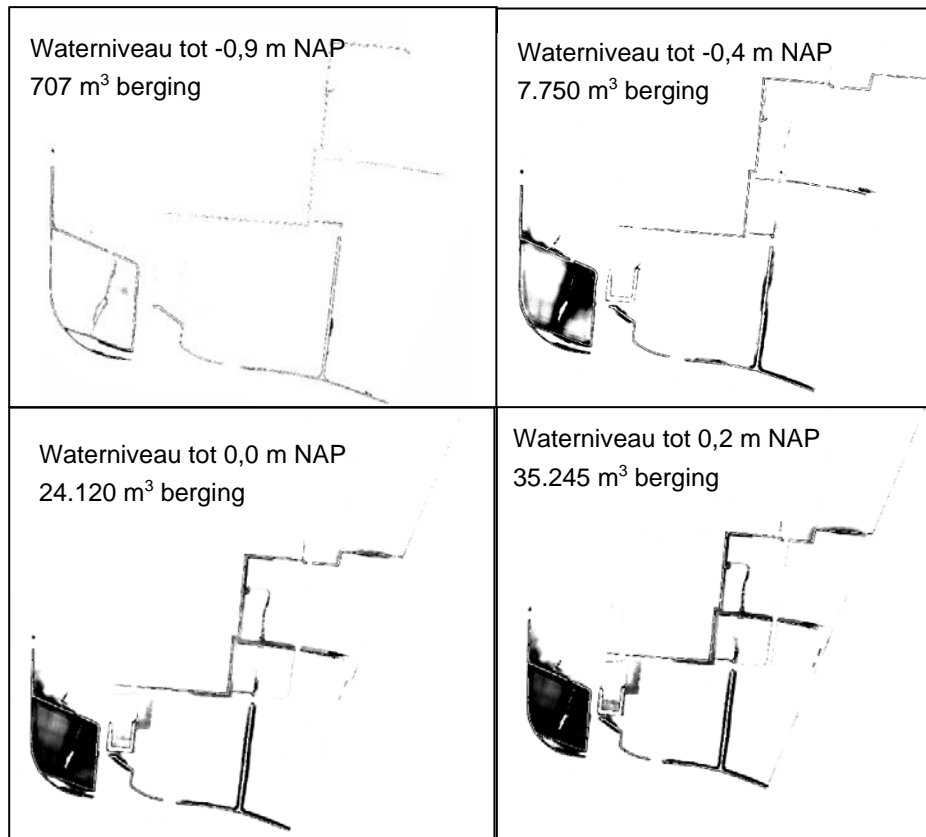 Waterniveau tot -0,9 m NAP
707 m³ berging
Waterniveau tot -0,4 m NAP
7.750 m³ berging
Waterniveau tot 0,0 m NAP
24.120 m³ berging
Waterniveau tot 0,2 m NAP
35.245 m³ berging